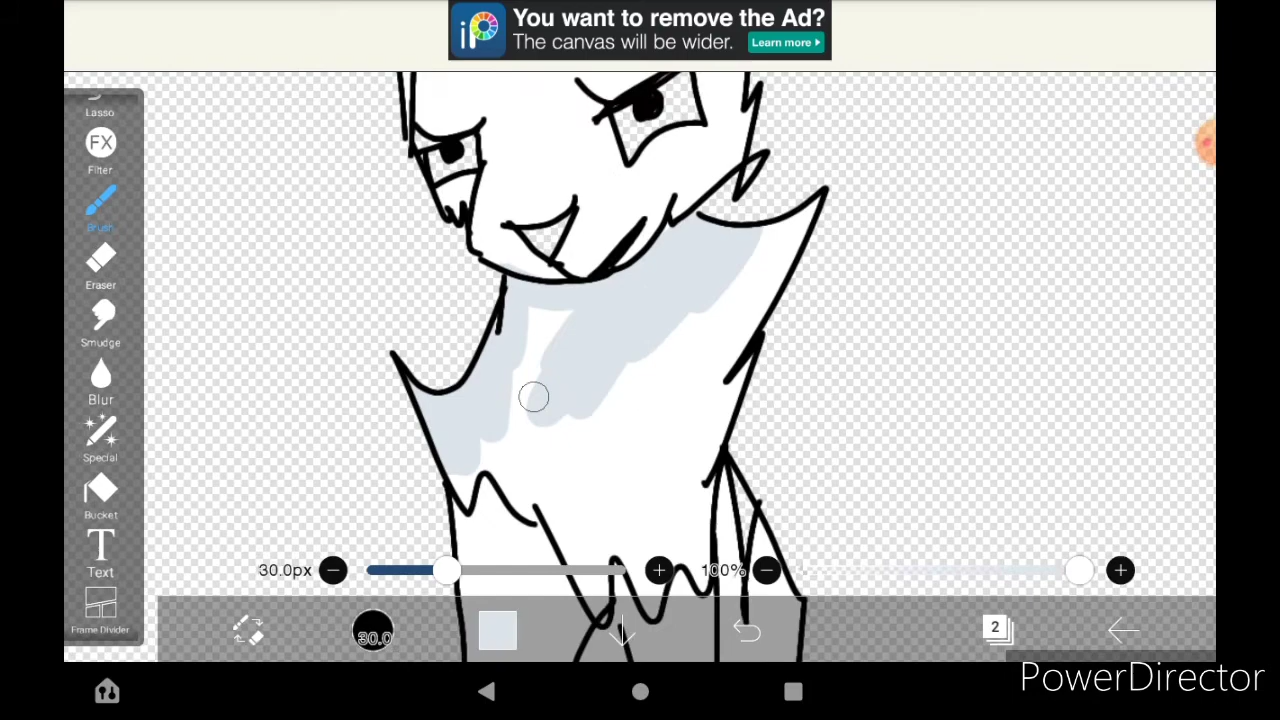 You want to remove the Ad?
The canvas will be wider.
Learn more
iP
Lasso
FX
Filter
Brush
Eraser
Smudge
Blur
Special
Bucket
T
Text
Frame Divider
30.0px
100%
30.0
2
PowerDirector